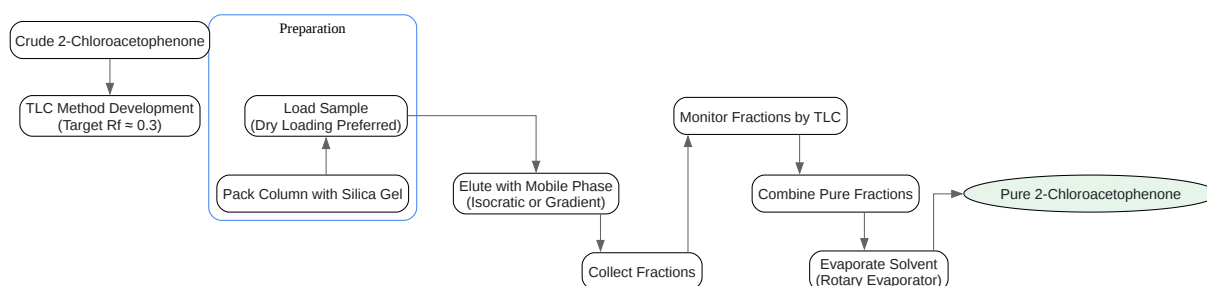 Crude 2-Chloroacetophenone
TLC Method Development
(Target Rf ≈ 0.3)
Preparation
Load Sample
(Dry Loading Preferred)
Pack Column with Silica Gel
Elute with Mobile Phase
(Isocratic or Gradient)
Collect Fractions
Monitor Fractions by TLC
Combine Pure Fractions
Evaporate Solvent
(Rotary Evaporator)
Pure 2-Chloroacetophenone